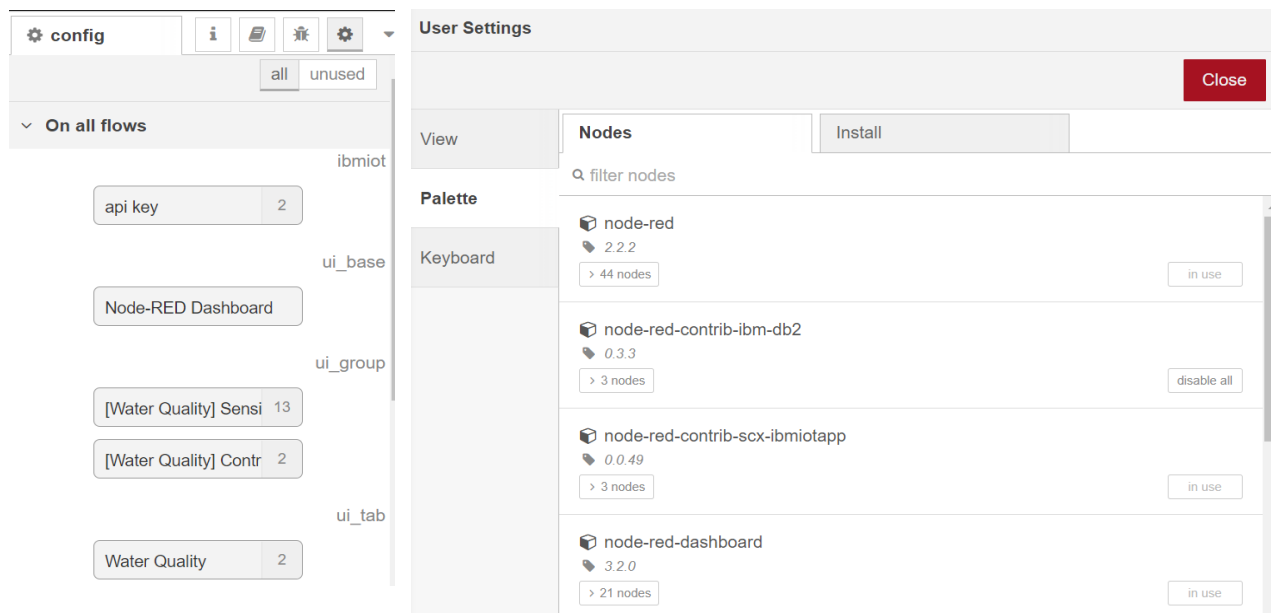 config
all unused
On all flows
ibmiot
api key 2
ui_base
Node-RED Dashboard
ui_group
[Water Quality] Sensi 13
[Water Quality] Contr 2
ui_tab
Water Quality 2
User Settings
Close
View
Palette
Keyboard
Nodes Install
filter nodes
node-red
2.2.2
> 44 nodes in use
node-red-contrib-ibm-db2
0.3.3
> 3 nodes disable all
node-red-contrib-scx-ibmiotapp
0.0.49
> 3 nodes in use
node-red-dashboard
3.2.0
> 21 nodes in use